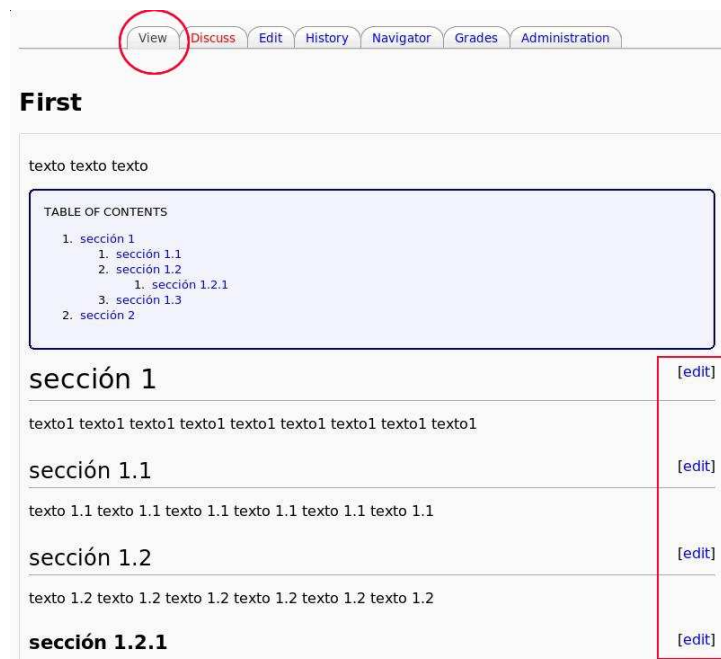 View Discuss Edit History Navigator Grades Administration
First
texto texto texto
TABLE OF CONTENTS
1. sección 1
1. sección 1.1
2. sección 1.2
1. sección 1.2.1
3. sección 1.3
2. sección 2
sección 1 [edit]
texto1 texto1 texto1 texto1 texto1 texto1 texto1 texto1 texto1
sección 1.1 [edit]
texto 1.1 texto 1.1 texto 1.1 texto 1.1 texto 1.1 texto 1.1
sección 1.2 [edit]
texto 1.2 texto 1.2 texto 1.2 texto 1.2 texto 1.2 texto 1.2
sección 1.2.1 [edit]